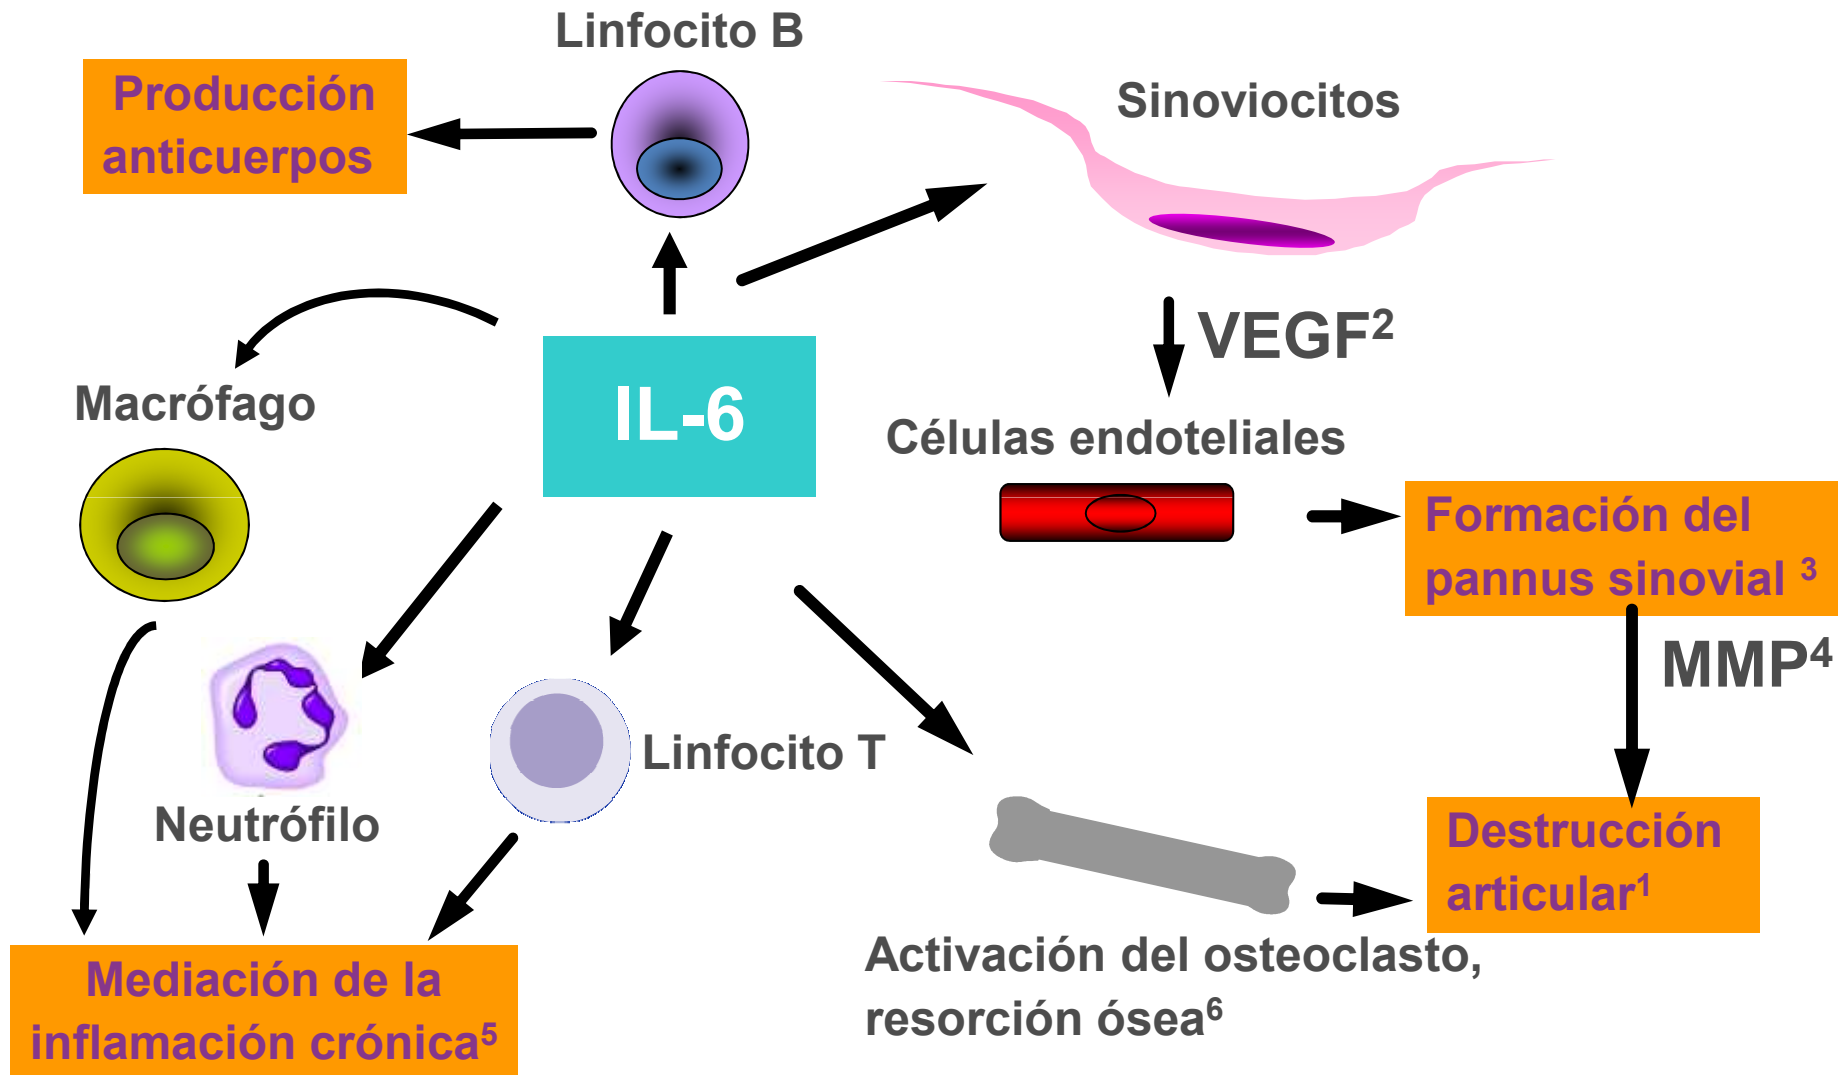 Linfocito B
Producción
anticuerpos
Sinoviocitos
VEGF²
Macrófago
IL-6
Células endoteliales
Formación del
pannus sinovial ³
MMP⁴
Linfocito T
Neutrófilo
Destrucción
articular¹
Activación del osteoclasto,
resorción ósea⁶
Mediación de la
inflamación crónica⁵